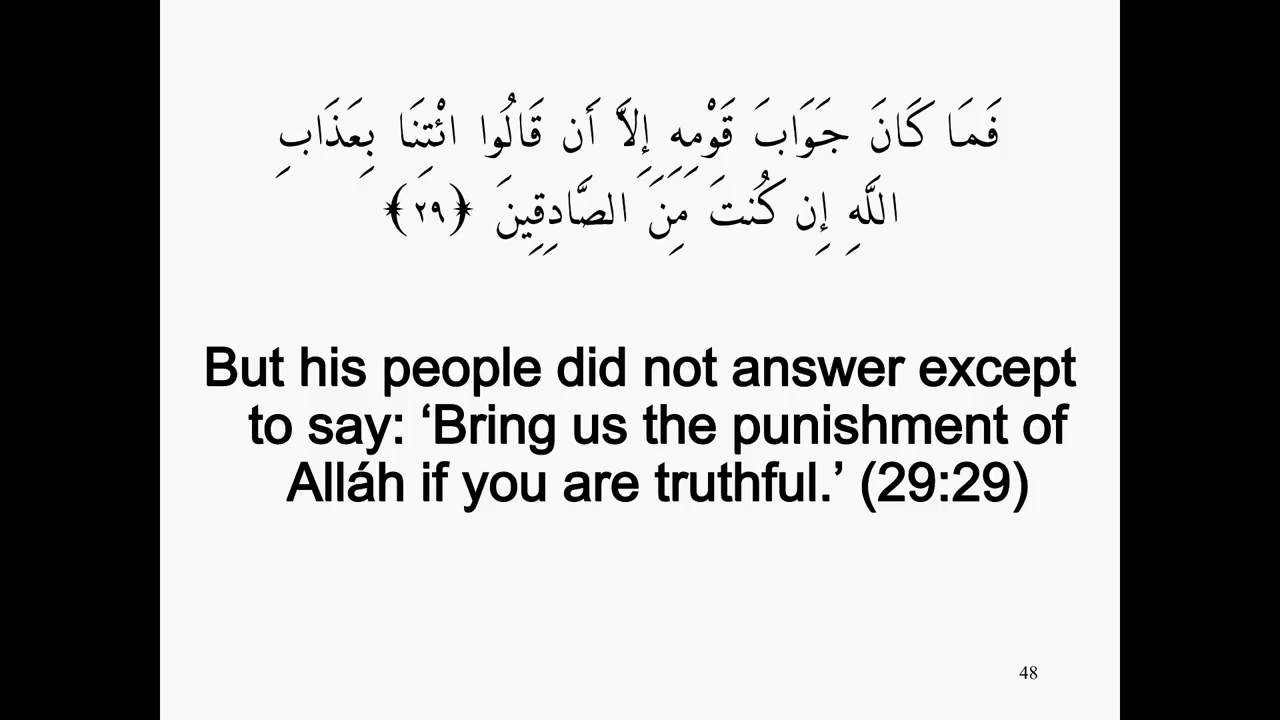 فَمَا كَانَ جَوَابَ قَوْمِهِ إِلاَّ أَن قَالُوا ائْتِنَا بِعَذَابِ
اللَّهِ إِن كُنتَ مِنَ الصَّادِقِينَ ﴿٢٩﴾
But his people did not answer except
to say: ‘Bring us the punishment of
Alláh if you are truthful.’ (29:29)
48